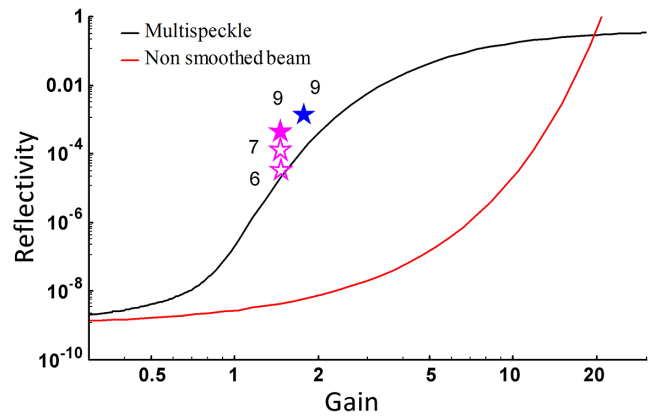 1
Multispeckle
Non smoothed beam
0.01
9
9
10-4
7
6
Reflectivity
10-6
10-8
10-10
0.5 1 2 5 10 20
Gain